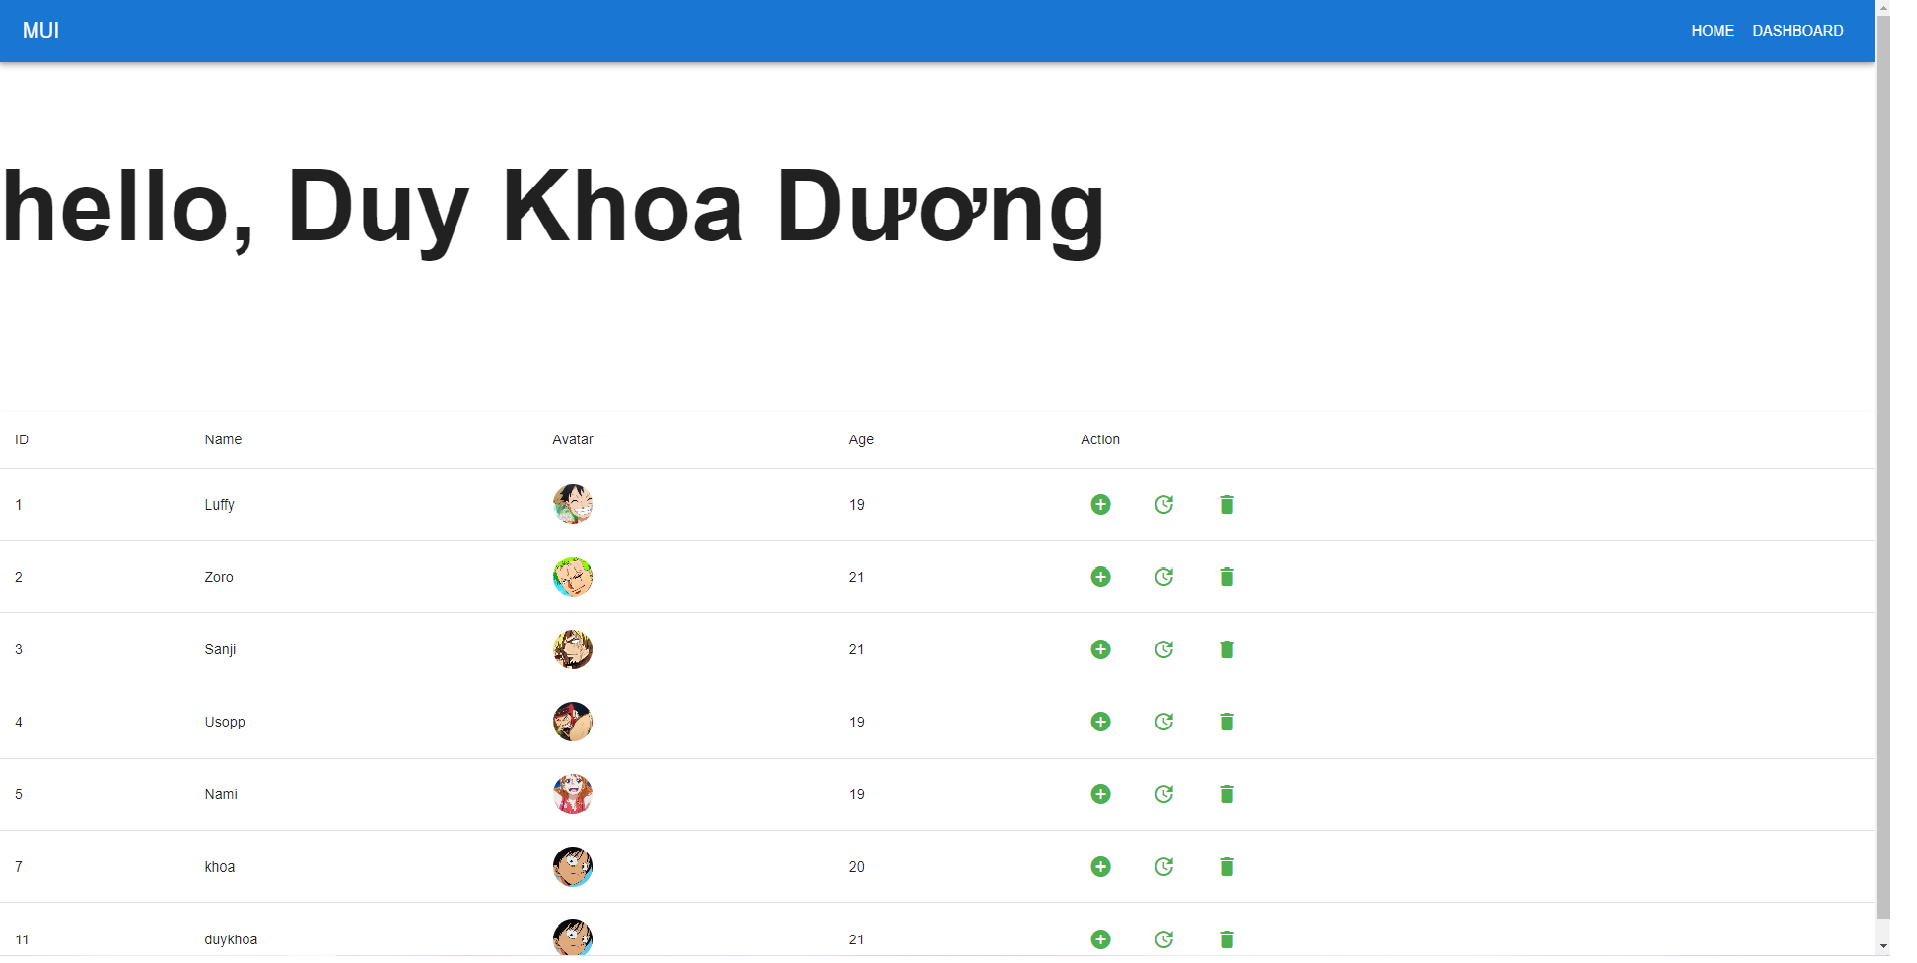 MUI HOME DASHBOARD
hello, Duy Khoa Dương
ID Name Avatar Age Action
1 Luffy 19
2 Zoro 21
3 Sanji 21
4 Usopp 19
5 Nami 19
7 khoa 20
11 duykhoa 21